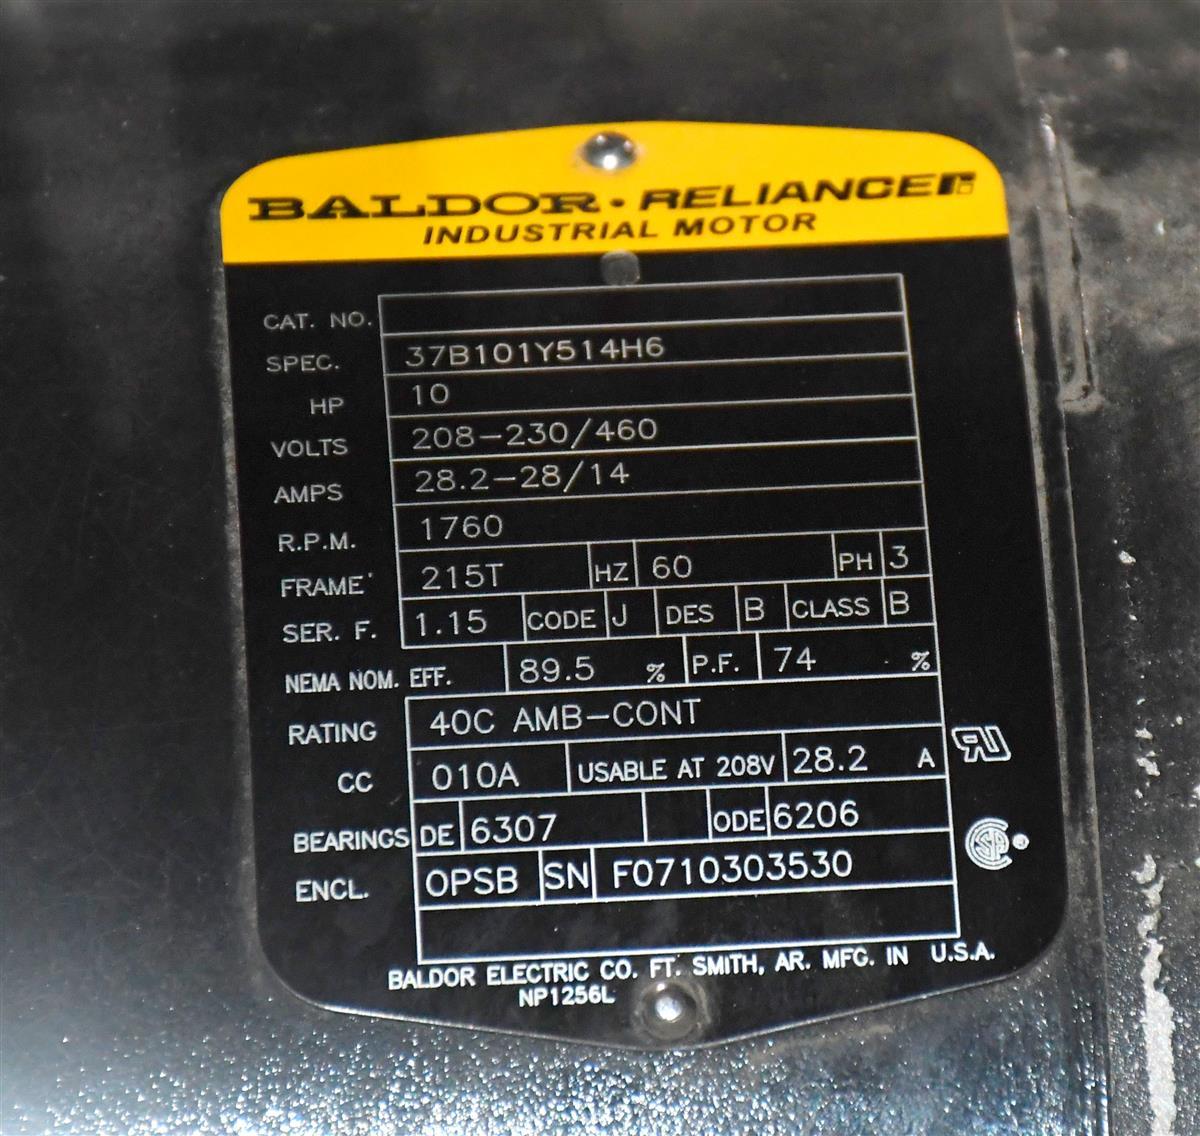 BALDOR • RELIANCER
INDUSTRIAL MOTOR
CAT. NO.
SPEC. 37B101Y514H6
HP 10
VOLTS 208-230/460
AMPS 28.2-28/14
R.P.M. 1760
FRAME 215T HZ 60 PH 3
SER. F. 1.15 CODE J DES B CLASS B
NEMA NOM. EFF. 89.5 % P.F. 74 %
RATING 40C AMB-CONT
CC 010A USABLE AT 208V 28.2 A
BEARINGS DE 6307 ODE 6206
ENCL. OPSB SN F0710303530
BALDOR ELECTRIC CO. FT. SMITH, AR. MFG. IN U.S.A.
NP1256L